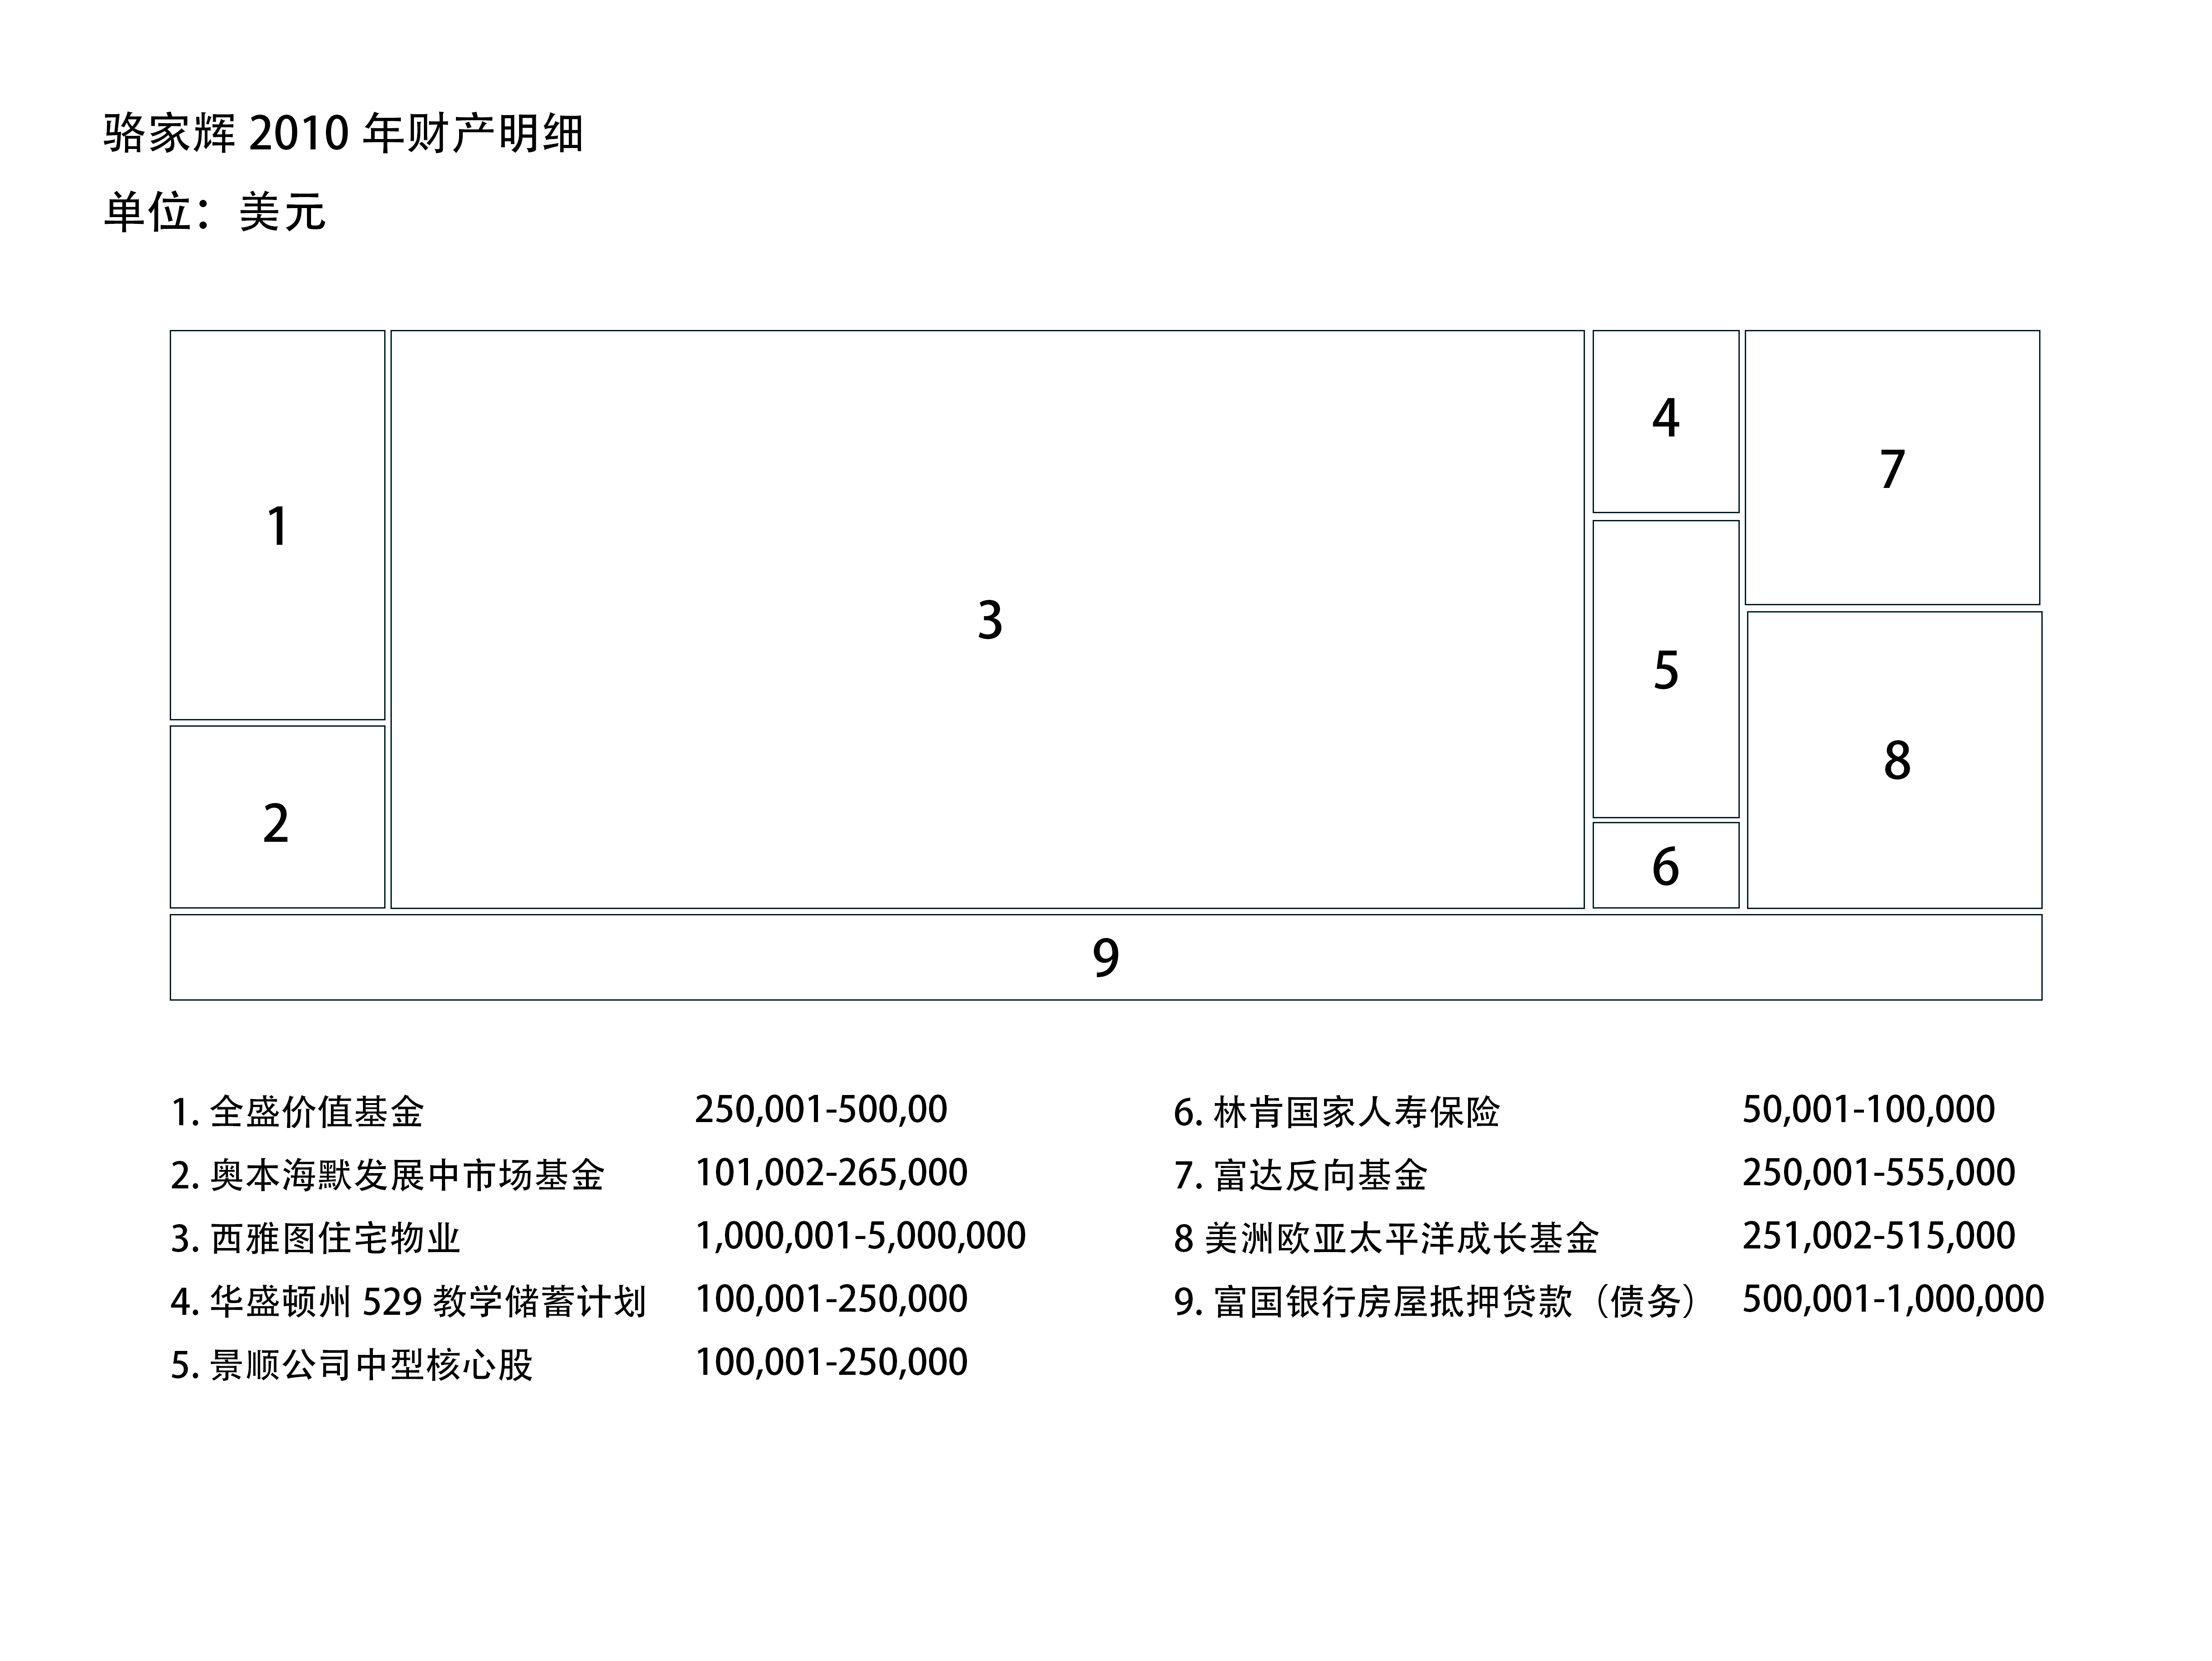 骆家辉 2010 年财产明细
单位：美元
1
2
3
4
5
6
7
8
9
1. 全盛价值基金 250,001-500,00
2. 奥本海默发展中市场基金 101,002-265,000
3. 西雅图住宅物业 1,000,001-5,000,000
4. 华盛顿州 529 教学储蓄计划 100,001-250,000
5. 景顺公司中型核心股 100,001-250,000
6. 林肯国家人寿保险 50,001-100,000
7. 富达反向基金 250,001-555,000
8 美洲欧亚太平洋成长基金 251,002-515,000
9. 富国银行房屋抵押贷款（债务） 500,001-1,000,000